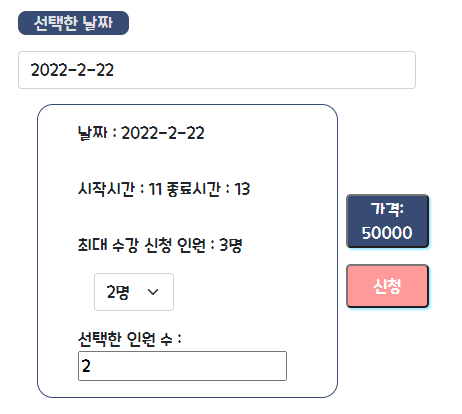 선택한 날짜
2022-2-22
날짜 : 2022-2-22
시작시간 : 11 종료시간 : 13
최대 수강 신청 인원 : 3명
2명
선택한 인원 수 :
2
가격:
50000
신청